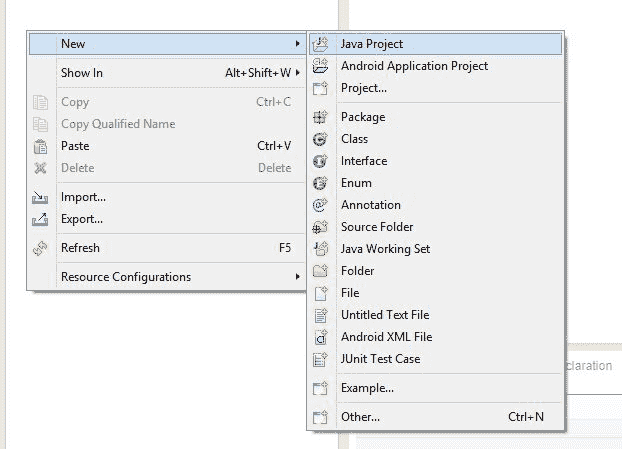 New
Show In Alt+Shift+W
Copy Ctrl+C
Copy Qualified Name
Paste Ctrl+V
Delete Delete
Import...
Export...
Refresh F5
Resource Configurations
Java Project
Android Application Project
Project...
Package
Class
Interface
Enum
Annotation
Source Folder
Java Working Set
Folder
File
Untitled Text File
Android XML File
JUnit Test Case
Example...
Other... Ctrl+N
claration